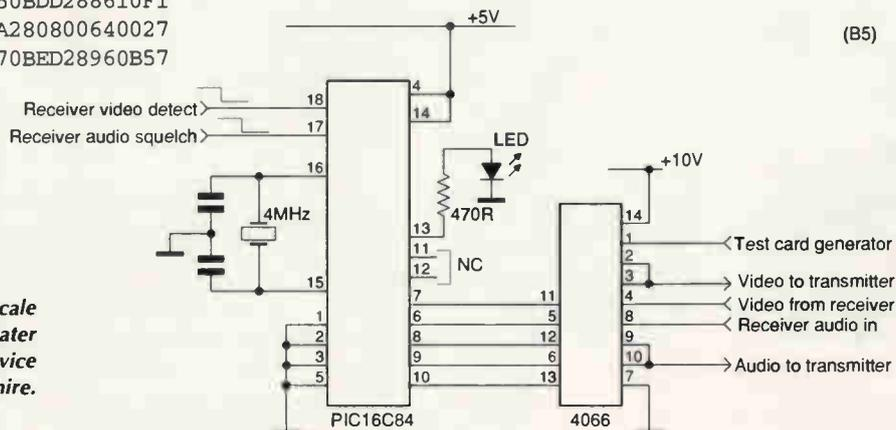 50BDD288610F1
A280800640027
70BED28960B57
+5V
(B5)
Receiver video detect
18
4
Receiver audio squelch
17
14
LED
16
+10V
4MHz
470R
14
13
1
Test card generator
11
NC
2
12
3
Video to transmitter
15
7
11
4
Video from receiver
1
6
5
8
Receiver audio in
2
8
12
9
3
9
6
10
Audio to transmitter
5
10
13
7
PIC16C84
4066
cale
ater
vice
hire.